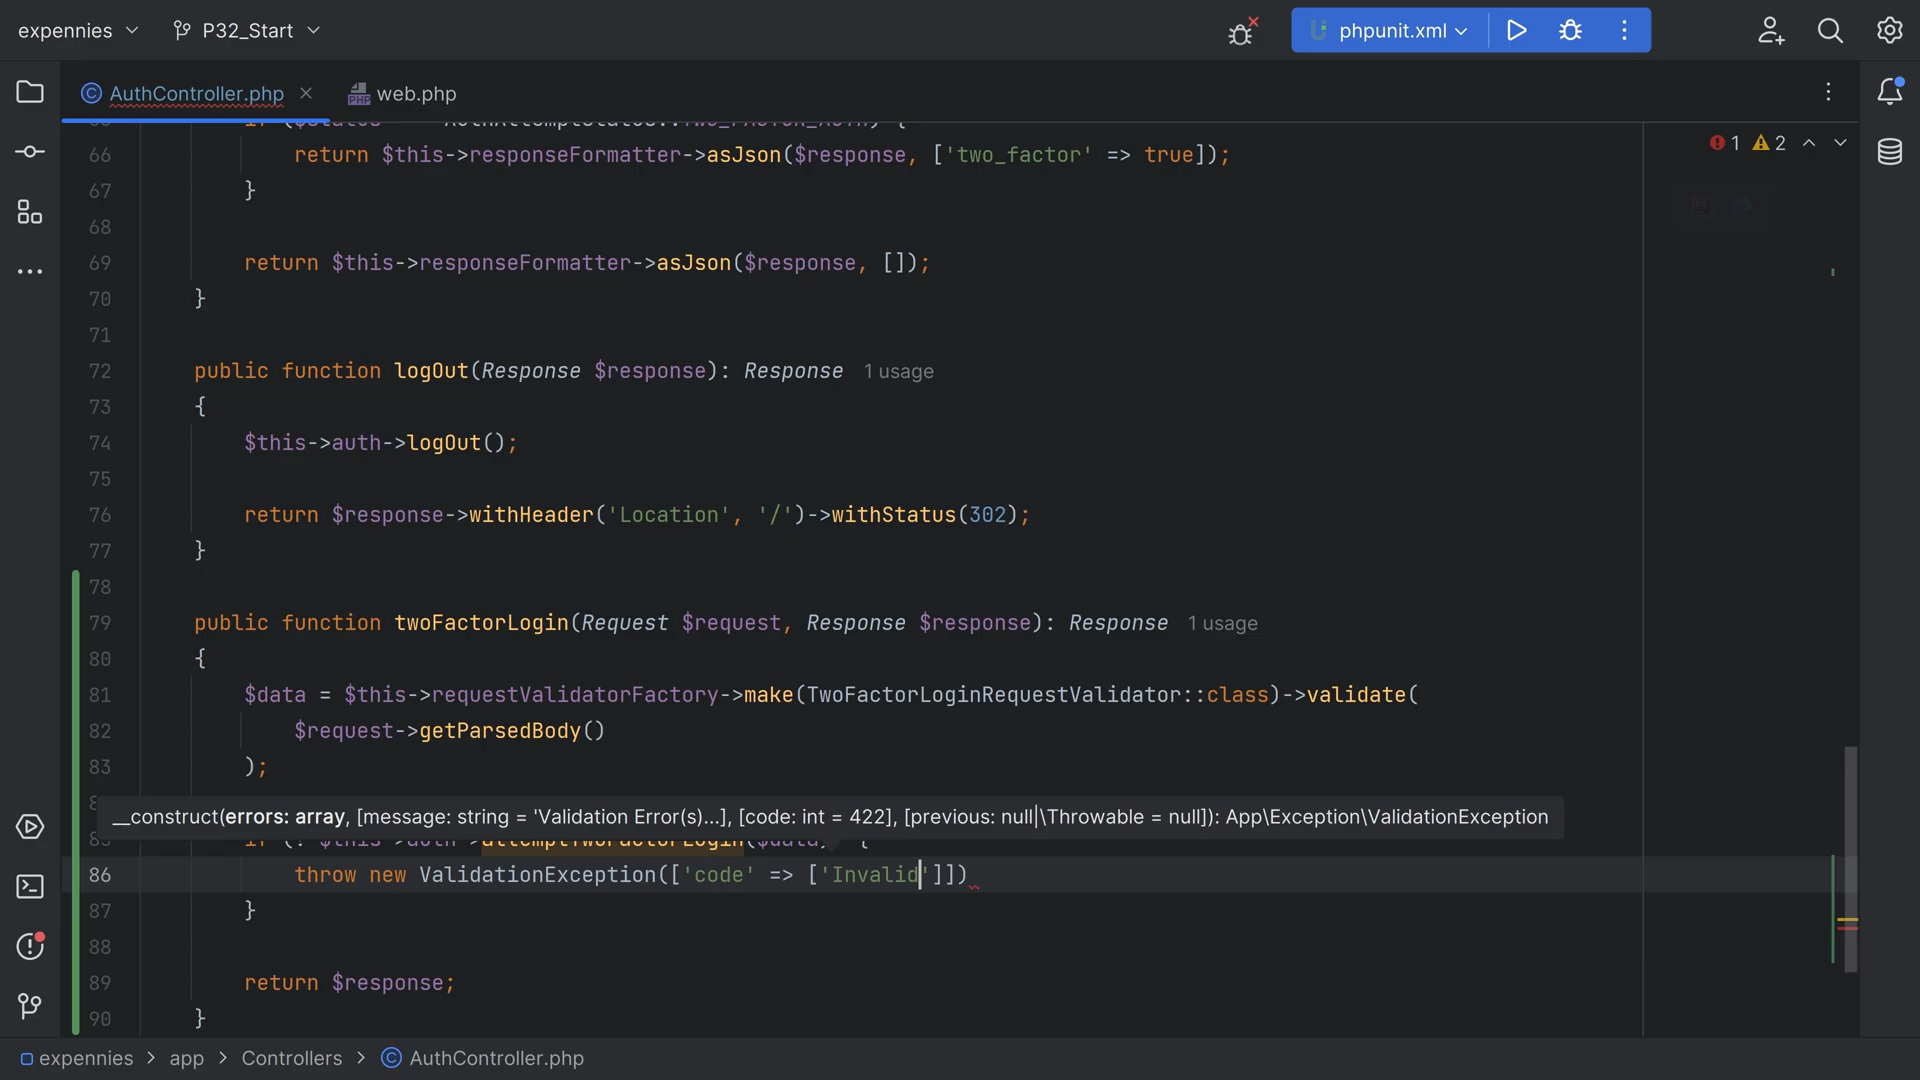 expennies P32_Start phpunit.xml
AuthController.php web.php
66 return $this->responseFormatter->asJson($response, ['two_factor' => true]); 1 2
67 }
68
69 return $this->responseFormatter->asJson($response, []);
70 }
71
72 public function logOut(Response $response): Response 1 usage
73 {
74 $this->auth->logOut();
75
76 return $response->withHeader('Location', '/')->withStatus(302);
77 }
78
79 public function twoFactorLogin(Request $request, Response $response): Response 1 usage
80 {
81 $data = $this->requestValidatorFactory->make(TwoFactorLoginRequestValidator::class)->validate(
82 $request->getParsedBody()
83 );
__construct(errors: array, [message: string = 'Validation Error(s)...], [code: int = 422], [previous: null|\Throwable = null]): App\Exception\ValidationException
86 throw new ValidationException(['code' => ['Invalid']])
87 }
88
89 return $response;
90 }
expennies > app > Controllers > AuthController.php